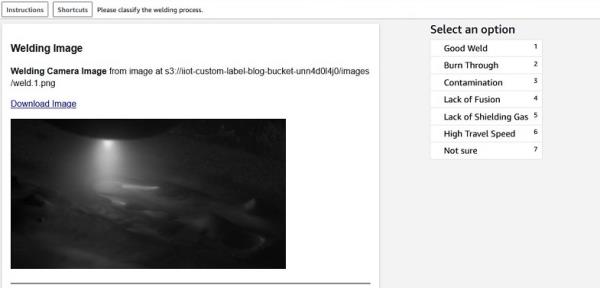 Instructions
Shortcuts
Please classify the welding process.
Welding Image
Welding Camera Image from image at s3://iiot-custom-label-blog-bucket-unn4d0l4j0/images
/weld.1.png
Download Image
Select an option
Good Weld 1
Burn Through 2
Contamination 3
Lack of Fusion 4
Lack of Shielding Gas 5
High Travel Speed 6
Not sure 7